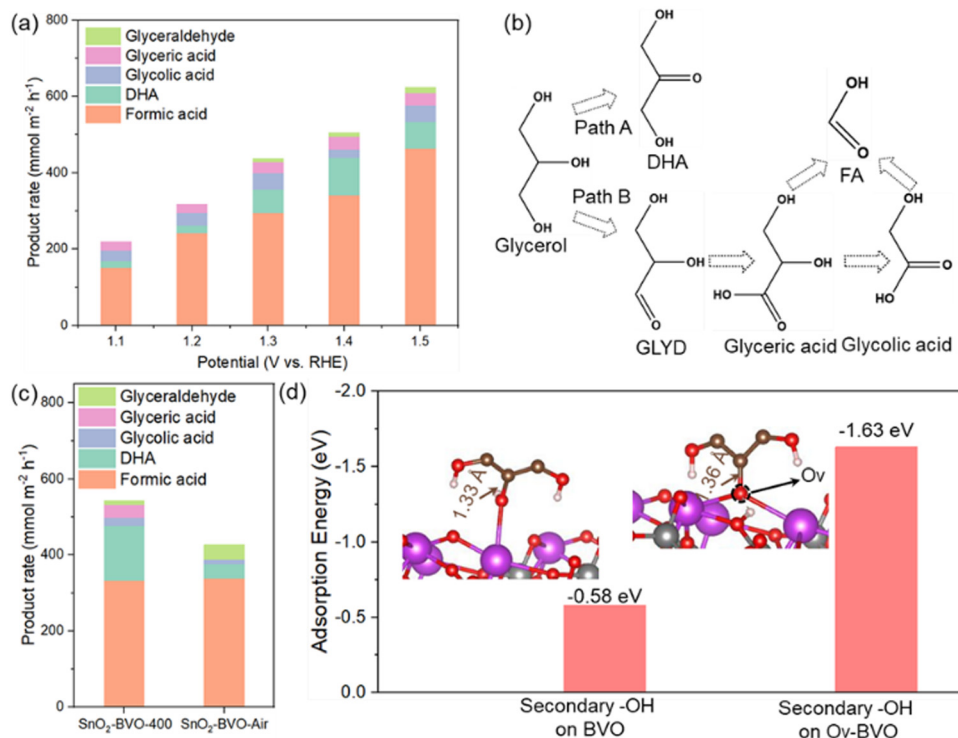 (a)
Product rate (mmol m⁻² h⁻¹)
800
600
400
200
0
Glyceraldehyde
Glyceric acid
Glycolic acid
DHA
Formic acid
1.1 1.2 1.3 1.4 1.5
Potential (V vs. RHE)
(b)
OH
OH
OH
Glycerol
Path A
Path B
OH
O
OH
DHA
OH
OH
O
GLYD
OH
OH
HO
O
Glyceric acid
OH
O
FA
OH
O
HO
Glycolic acid
(c)
Product rate (mmol m⁻² h⁻¹)
800
600
400
200
0
Glyceraldehyde
Glyceric acid
Glycolic acid
DHA
Formic acid
SnO₂-BVO-400 SnO₂-BVO-Air
(d)
Adsorption Energy (eV)
-2.0
-1.5
-1.0
-0.5
0.0
1.33 Å
-0.58 eV
.36 Å
Ov
-1.63 eV
Secondary -OH
on BVO
Secondary -OH
on Ov-BVO